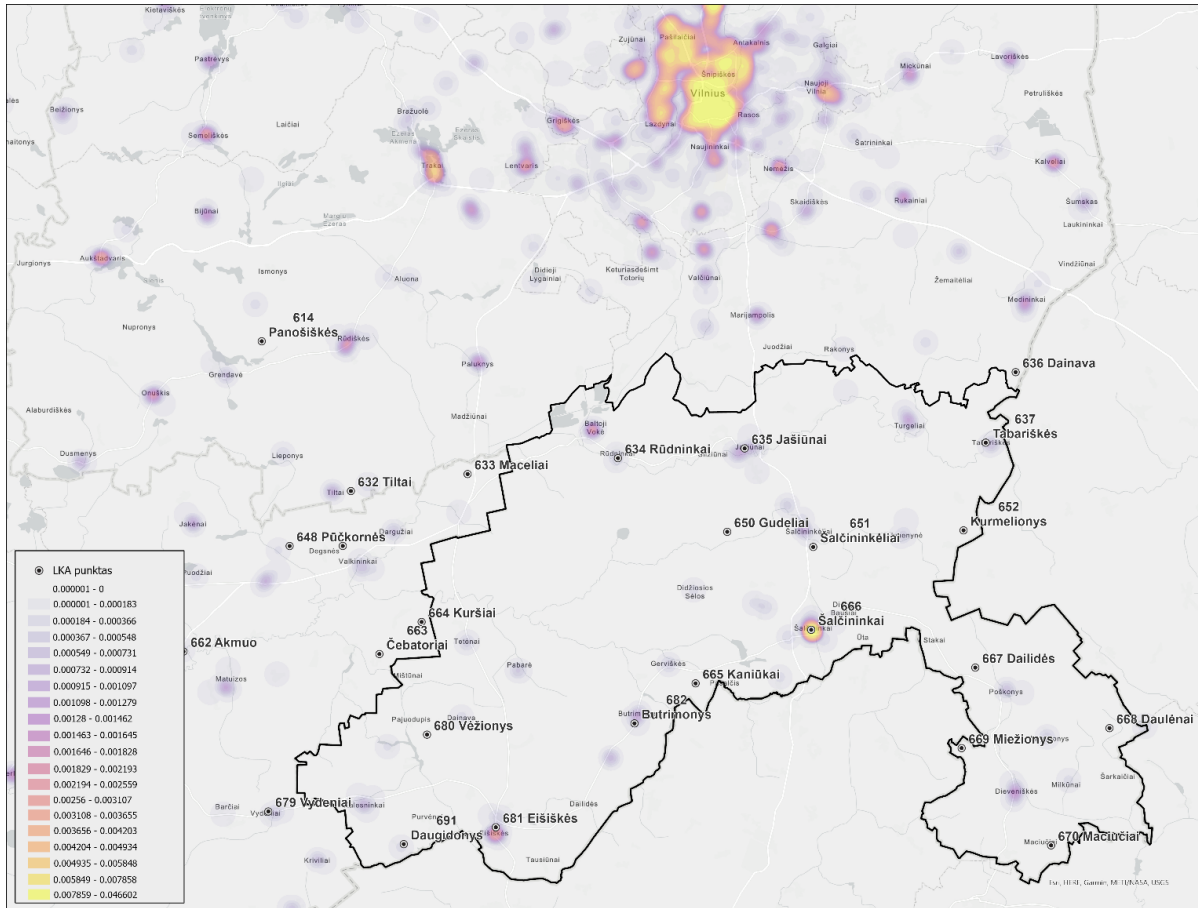 Kietaviškės
Zujūnai
Pašilaičiai
Antakalnis
Galgiai
Pastrėvys
Mickūnai
Lavoriškės
Šnipiškės
Naujoji
Vilnia
Vilnius
Petruliškės
Beižionys
Bražuolė
Rasos
Laičiai
Grigiškės
Lazdynai
Semeliškės
Šatrininkai
Naujininkai
Trakai
Lentvaris
Nemėžis
Kalveliai
Bijūnai
Skaidiškės
Rukainiai
Šumskas
Laukininkai
Jurgionys
Aukštadvaris
Ismonys
Aluona
Didieji
Lygainiai
Keturiasdešimt
Totorių
Valčiūnai
Žemaitėliai
Vindžiūnai
Medininkai
Nupronys
614
Panošiškės
Rūdiškės
Marijampolis
Juodžiai
Rakonys
Grendavė
Paluknys
636 Dainava
Onuškis
Alaburdiškės
Madžiūnai
Baltoji
Vokė
Turgeliai
637
Tabariškės
635 Jašiūnai
634 Rūdninkai
Dusmenys
Lieponys
633 Maceliai
632 Tiltai
Tiltai
Jakėnai
652
Kurmelionys
650 Gudeliai
651
Šalčininkėliai
648 Pūčkornės
Dargužiai
Dogsnės
Valkininkai
LKA punktas
0.000001 - 0
0.000001 - 0.000183
0.000184 - 0.000366
0.000367 - 0.000548
0.000549 - 0.000731
0.000732 - 0.000914
0.000915 - 0.001097
0.001098 - 0.001279
0.00128 - 0.001462
0.001463 - 0.001645
0.001646 - 0.001828
0.001829 - 0.002193
0.002194 - 0.002559
0.00256 - 0.003107
0.003108 - 0.003655
0.003656 - 0.004203
0.004204 - 0.004934
0.004935 - 0.005848
0.005849 - 0.007858
0.007859 - 0.046602
Didžiosios
Sėlos
664 Kuršiai
666
Šalčininkai
Ūta
Stakai
662 Akmuo
663
Čebatoriai
Tetėnai
Matuizos
Pabarė
Gerviškės
665 Kaniūkai
667 Dailidės
Poškonys
Pajuodupis
Dainava
682
Butrimonys
680 Vėžionys
668 Daulėnai
669 Miežionys
Šarkaičiai
Milkūnai
Dieveniškės
Barčiai
679 Vydeniai
Dailidės
691
Daugidonys
681 Eišiškės
670 Maciučiai
Tausiūnai
Kriviliai
Esri, HERE, Garmin, METI/NASA, USGS